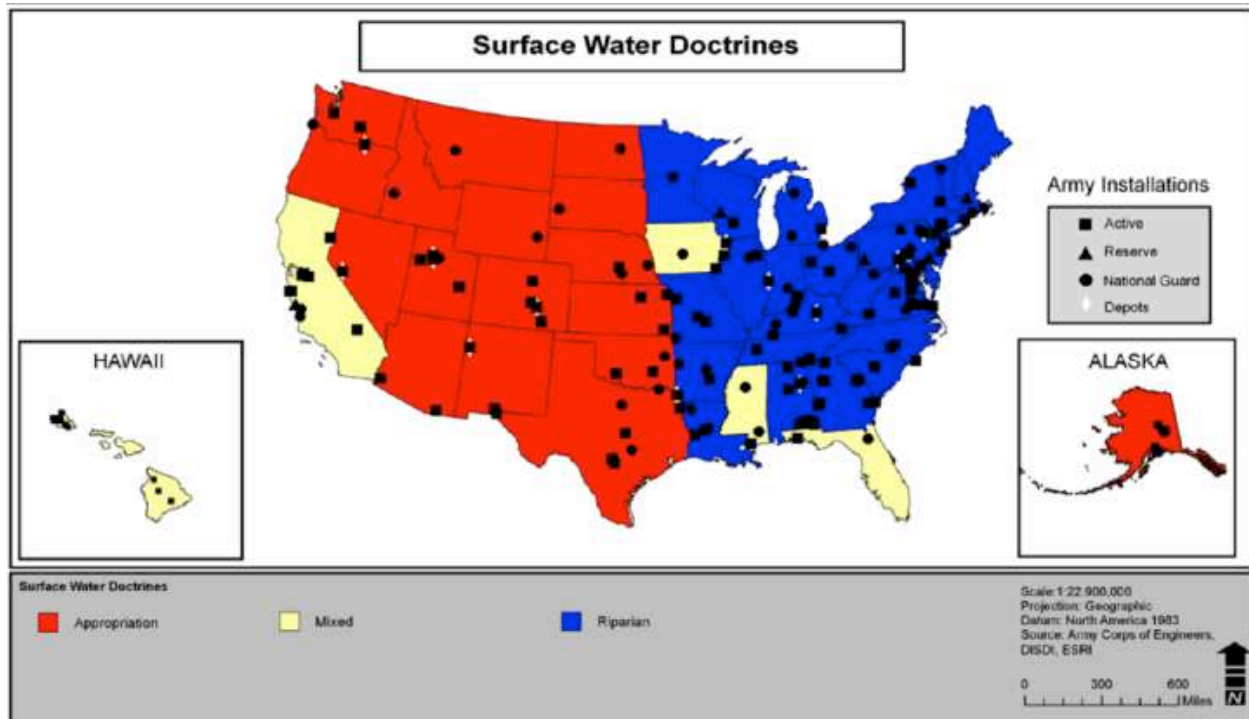 Surface Water Doctrines
Army Installations
Active
Reserve
National Guard
Depots
HAWAII
ALASKA
Surface Water Doctrines
Appropriation
Mixed
Riparian
Scale:1:22,900,000
Projection: Geographic
Datum: North America 1983
Source: Army Corps of Engineers,
DISDI, ESRI
0 300 600
Miles
N